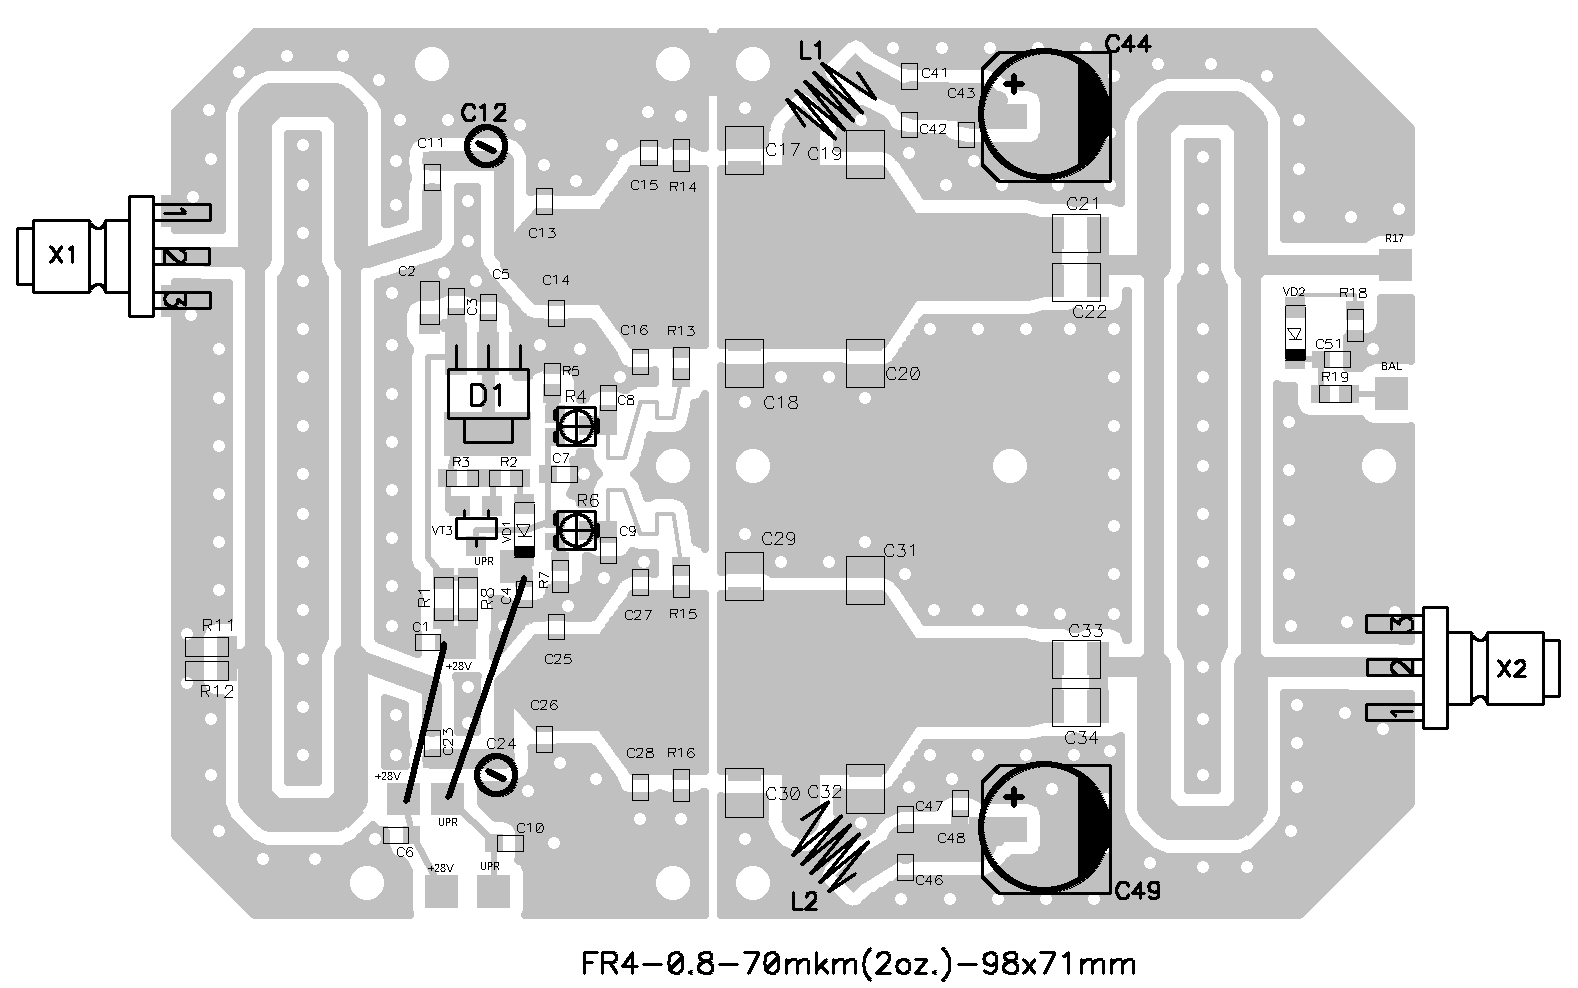 L1
C44
C41
C43
C12
C42
C11
C17
C19
C15
R14
1
C21
C13
R17
X1
2
C2
C5
C14
VD2
R18
3
C3
C22
C16
R13
C51
R5
C20
BAL
D1
R4
C8
C18
R19
R3
R2
C7
R6
VT3
VD1
C9
C29
C31
UPR
R7
R1
R8
C4
C27
R15
R11
C1
C33
3
C25
+28V
2
X2
R12
C26
1
C23
C24
C34
C28
R16
+28V
C30
C32
C47
UPR
C10
C48
C6
+28V
UPR
C46
L2
C49
FR4-0.8-70mkm(2oz.)-98x71mm